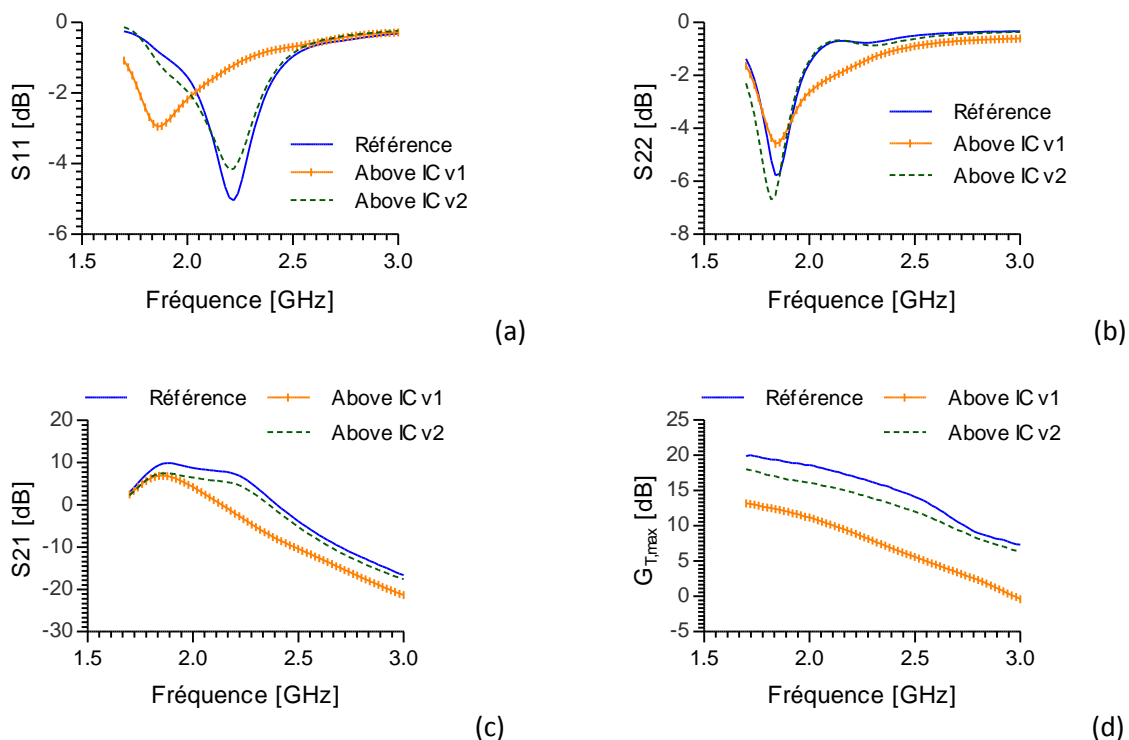 0
-2
-4
-6
S11 [dB]
Référence
Above IC v1
Above IC v2
1.5 2.0 2.5 3.0
Fréquence [GHz]
(a)
0
-2
-4
-6
-8
S22 [dB]
Référence
Above IC v1
Above IC v2
1.5 2.0 2.5 3.0
Fréquence [GHz]
(b)
Référence Above IC v1
Above IC v2
20
10
0
-10
-20
-30
S21 [dB]
1.5 2.0 2.5 3.0
Fréquence [GHz]
(c)
Référence Above IC v1
Above IC v2
25
20
15
10
5
0
-5
GT,max [dB]
1.5 2.0 2.5 3.0
Fréquence [GHz]
(d)